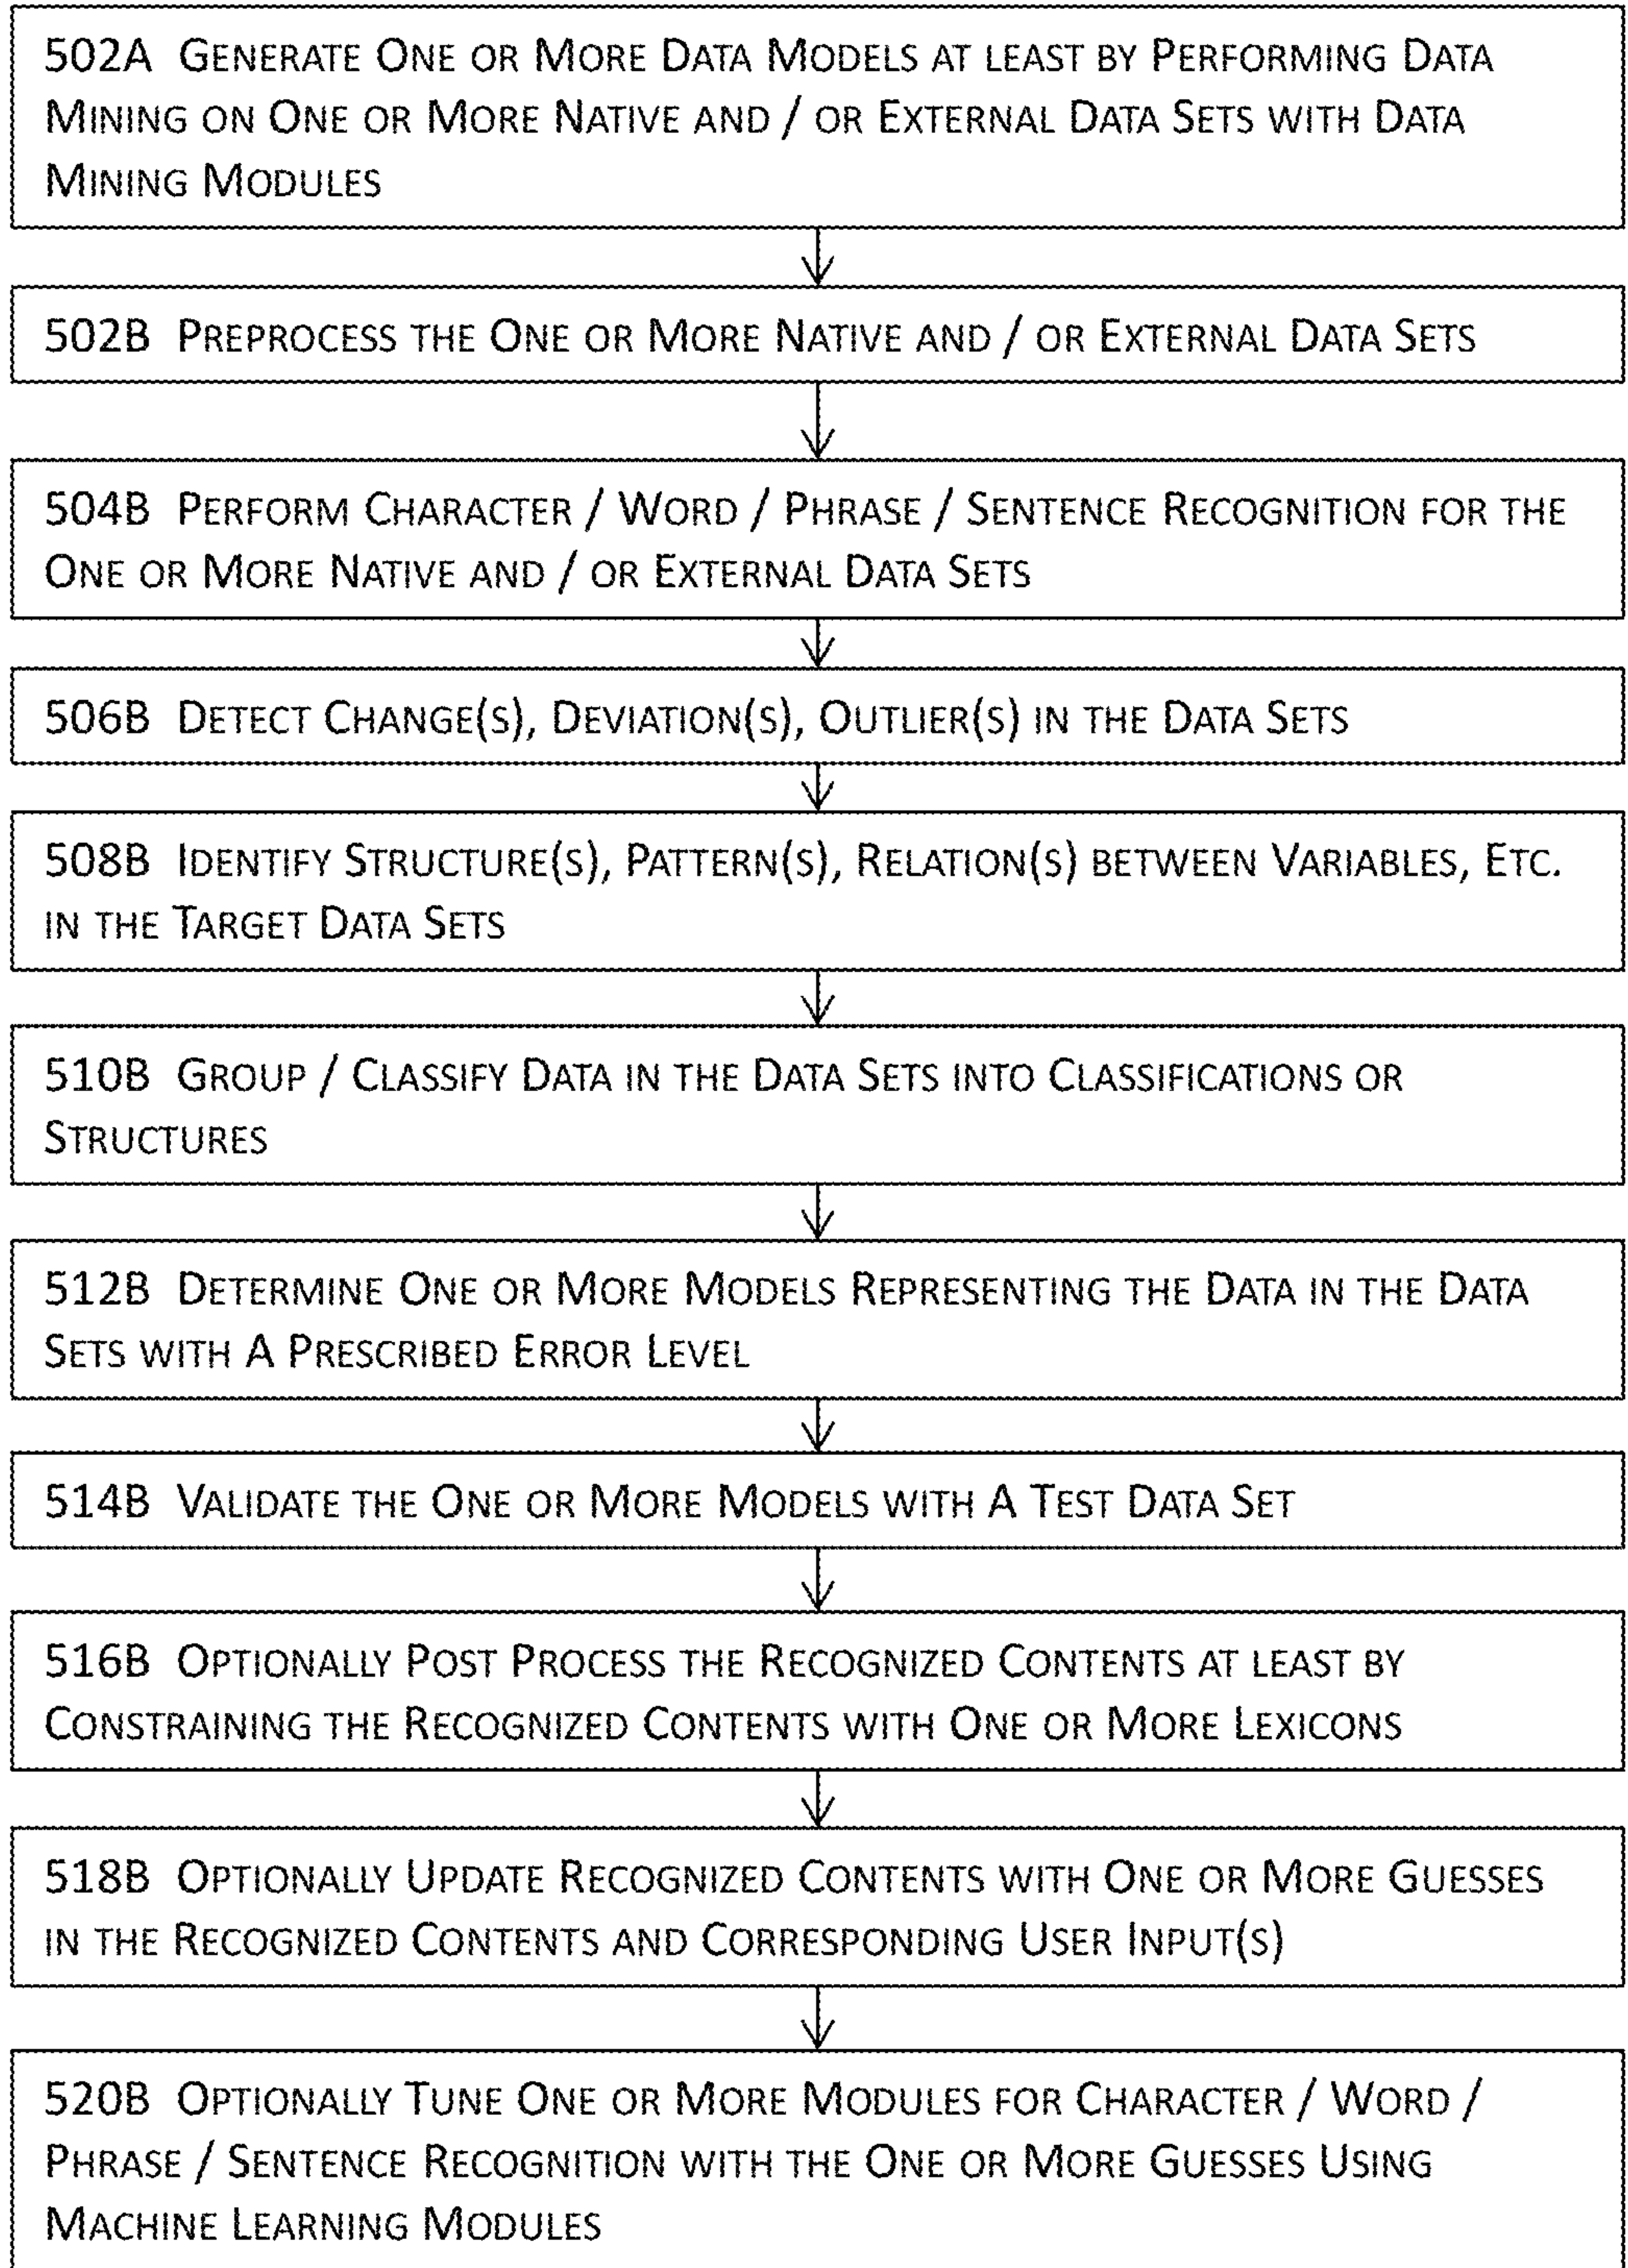 502A GENERATE ONE OR MORE DATA MODELS AT LEAST BY PERFORMING DATA
MINING ON ONE OR MORE NATIVE AND / OR EXTERNAL DATA SETS WITH DATA
MINING MODULES
502B PREPROCESS THE ONE OR MORE NATIVE AND / OR EXTERNAL DATA SETS
504B PERFORM CHARACTER / WORD / PHRASE / SENTENCE RECOGNITION FOR THE
ONE OR MORE NATIVE AND / OR EXTERNAL DATA SETS
506B DETECT CHANGE(S), DEVIATION(S), OUTLIER(S) IN THE DATA SETS
508B IDENTIFY STRUCTURE(S), PATTERN(S), RELATION(S) BETWEEN VARIABLES, ETC.
IN THE TARGET DATA SETS
510B GROUP / CLASSIFY DATA IN THE DATA SETS INTO CLASSIFICATIONS OR
STRUCTURES
512B DETERMINE ONE OR MORE MODELS REPRESENTING THE DATA IN THE DATA
SETS WITH A PRESCRIBED ERROR LEVEL
514B VALIDATE THE ONE OR MORE MODELS WITH A TEST DATA SET
516B OPTIONALLY POST PROCESS THE RECOGNIZED CONTENTS AT LEAST BY
CONSTRAINING THE RECOGNIZED CONTENTS WITH ONE OR MORE LEXICONS
518B OPTIONALLY UPDATE RECOGNIZED CONTENTS WITH ONE OR MORE GUESSES
IN THE RECOGNIZED CONTENTS AND CORRESPONDING USER INPUT(S)
520B OPTIONALLY TUNE ONE OR MORE MODULES FOR CHARACTER / WORD /
PHRASE / SENTENCE RECOGNITION WITH THE ONE OR MORE GUESSES USING
MACHINE LEARNING MODULES